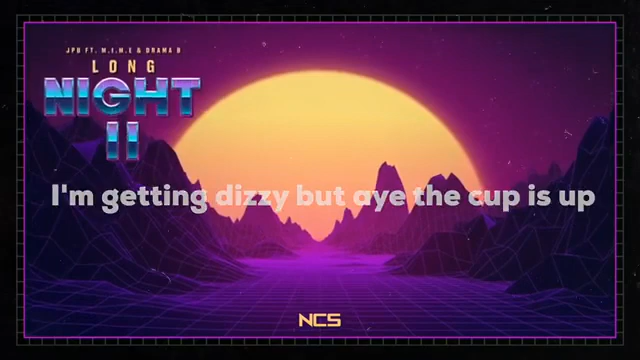 JPB FT. M.I.M.E & DRAMA B
LONG
NIGHT
II
I'm getting dizzy but aye the cup is up
NCS